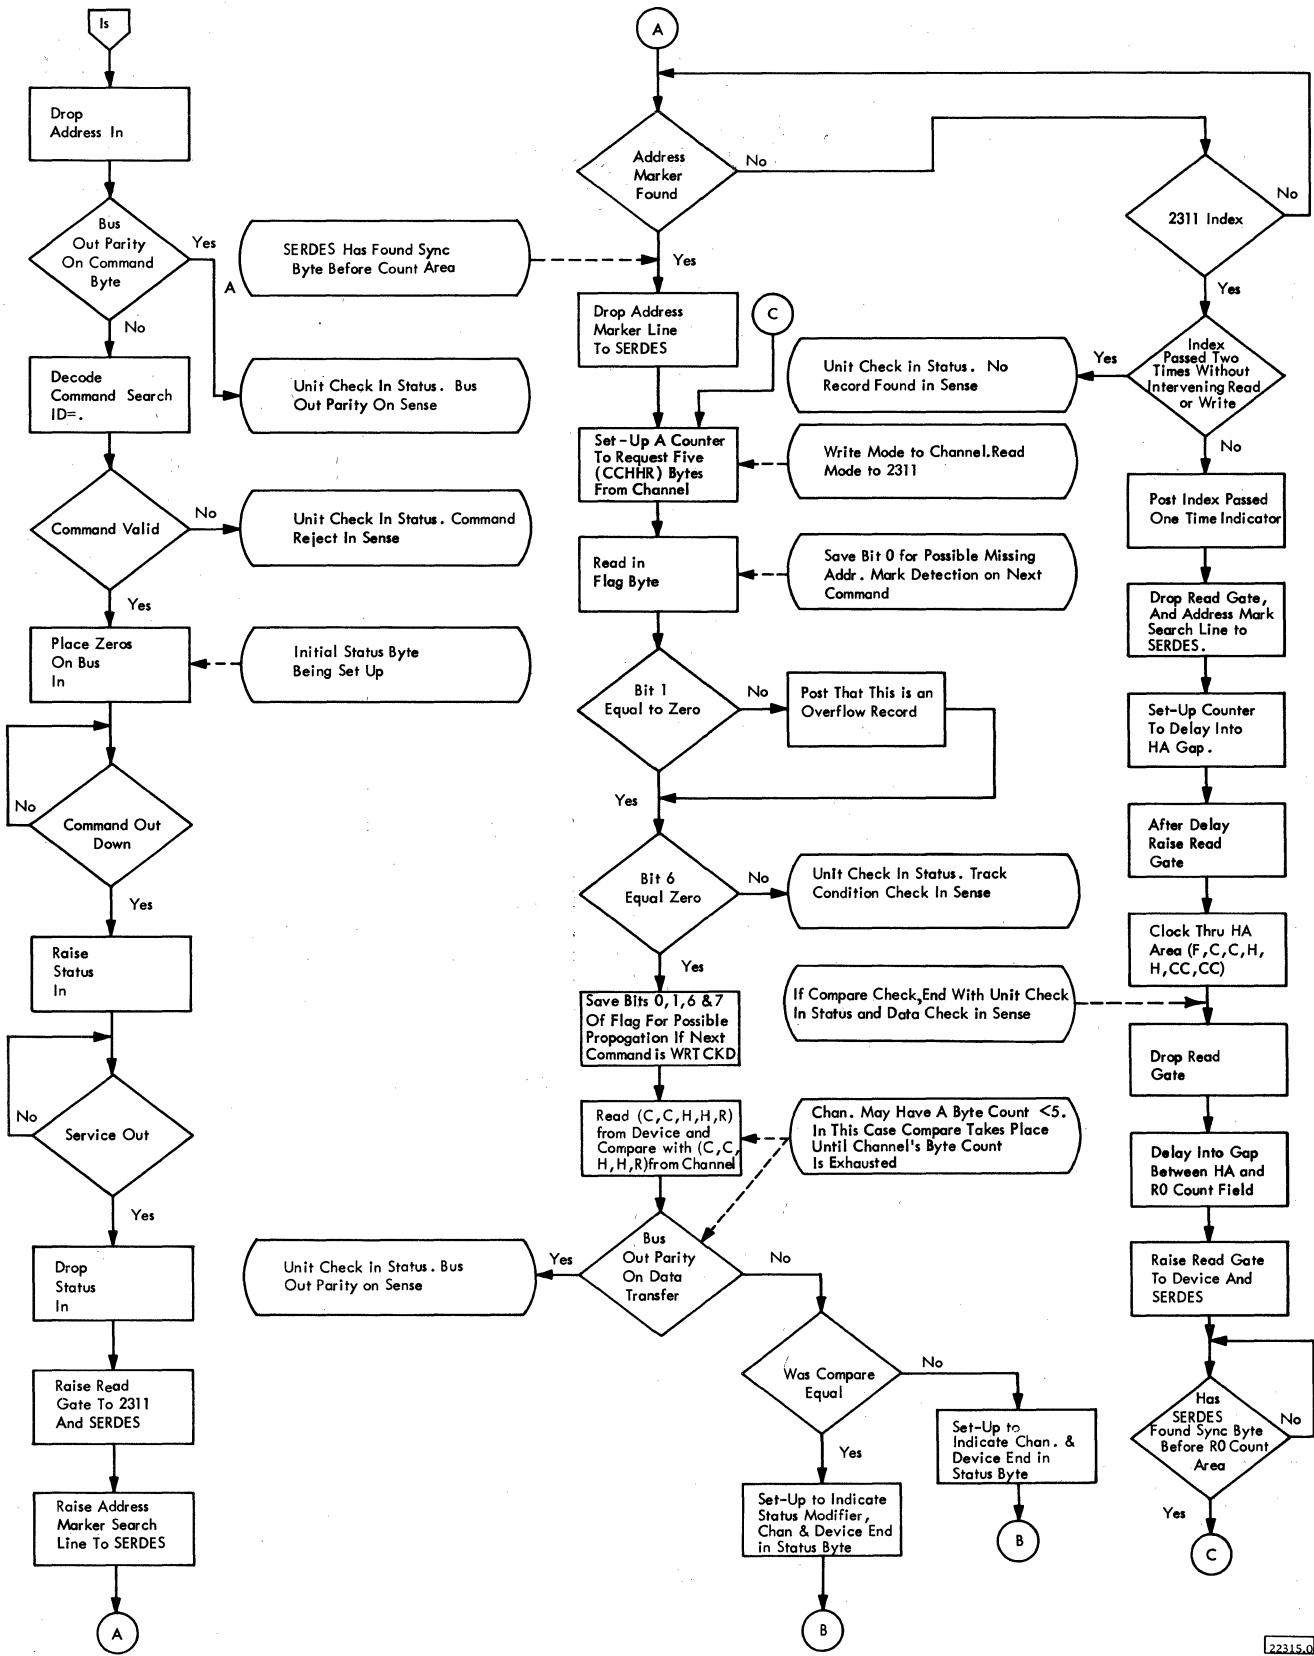 Is
Drop
Address In
Bus
Out Parity
On Command
Byte
Yes
A
No
Decode
Command Search
ID=.
Command Valid
No
Yes
Place Zeros
On Bus
In
No
Command Out
Down
Yes
Raise
Status
In
No
Service Out
Yes
Drop
Status
In
Raise Read
Gate To 2311
And SERDES
Raise Address
Marker Search
Line To SERDES
A
SERDES Has Found Sync
Byte Before Count Area
Unit Check In Status. Bus
Out Parity On Sense
Unit Check In Status. Command
Reject In Sense
Initial Status Byte
Being Set Up
A
Address
Marker
Found
No
Yes
Drop Address
Marker Line
To SERDES
C
Set-Up A Counter
To Request Five
(CCHHR) Bytes
From Channel
Unit Check in Status. No
Record Found in Sense
Write Mode to Channel.Read
Mode to 2311
Read in
Flag Byte
Save Bit 0 for Possible Missing
Addr. Mark Detection on Next
Command
Bit 1
Equal to Zero
No
Post That This is an
Overflow Record
Yes
Bit 6
Equal Zero
No
Unit Check In Status. Track
Condition Check In Sense
Yes
Save Bits 0,1,6 & 7
Of Flag For Possible
Propogation If Next
Command is WRT CKD
If Compare Check,End With Unit Check
In Status and Data Check in Sense
Read (C,C,H,H,R)
from Device and
Compare with (C,C,
H,H,R)from Channel
Chan. May Have A Byte Count <5.
In This Case Compare Takes Place
Until Channel's Byte Count
Is Exhausted
Bus
Out Parity
On Data
Transfer
Yes
No
Unit Check in Status. Bus
Out Parity on Sense
Was Compare
Equal
No
Yes
Set-Up to
Indicate Chan. &
Device End in
Status Byte
B
Set-Up to Indicate
Status Modifier,
Chan & Device End
in Status Byte
B
2311 Index
No
Yes
Index
Passed Two
Times Without
Intervening Read
or Write
Yes
No
Post Index Passed
One Time Indicator
Drop Read Gate,
And Address Mark
Search Line to
SERDES.
Set-Up Counter
To Delay Into
HA Gap.
After Delay
Raise Read
Gate
Clock Thru HA
Area (F,C,C,H,
H,CC,CC)
Drop Read
Gate
Delay Into Gap
Between HA and
R0 Count Field
Raise Read Gate
To Device And
SERDES
Has
SERDES
Found Sync Byte
Before R0 Count
Area
No
Yes
C